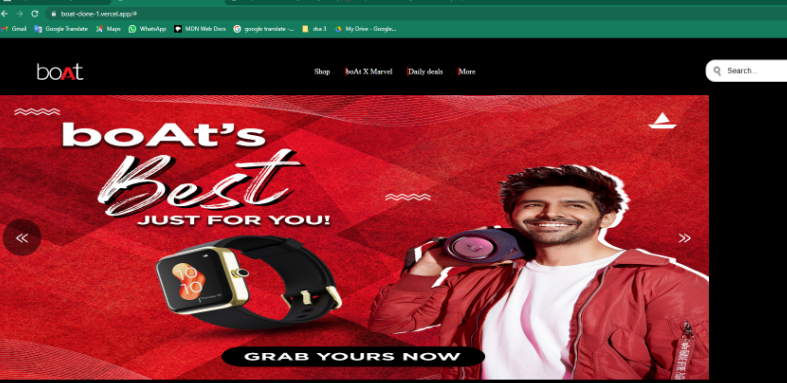 boat-clone-1.vercel.app/#
Gmail Google Translate Maps WhatsApp MDN Web Docs google translate -... dsa 3 My Drive - Google...
boAt
Shop boAt X Marvel Daily deals More
Search...
boAt's
Best
JUST FOR YOU!
10
10
GRAB YOURS NOW